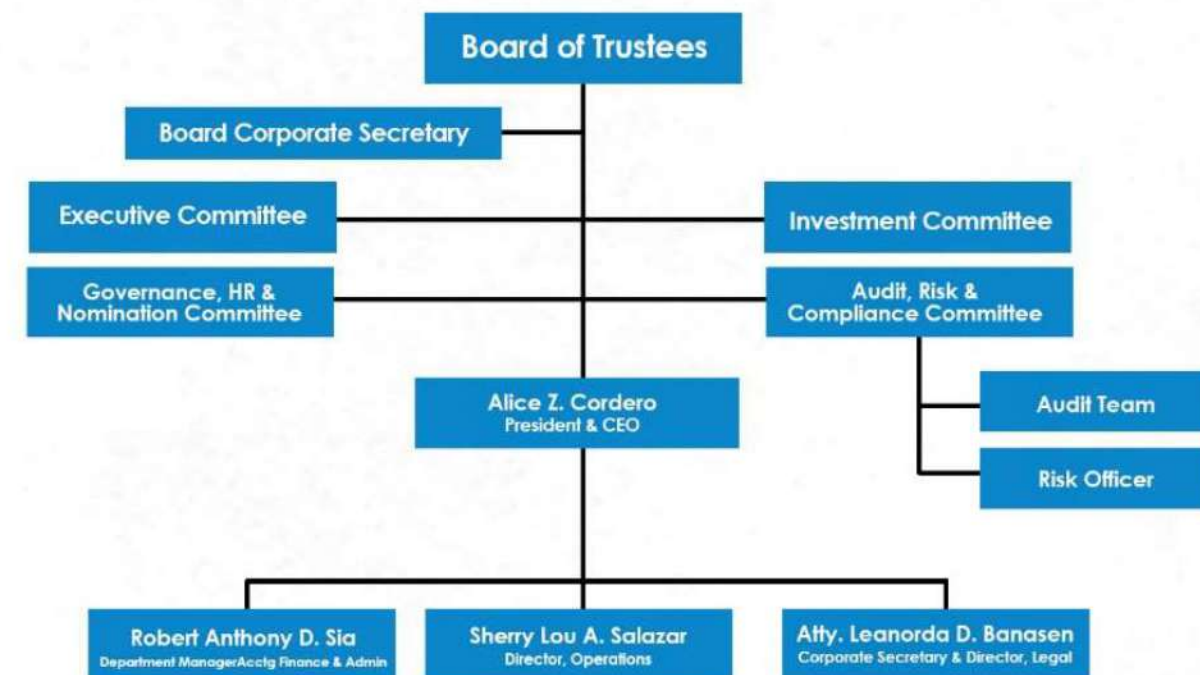 Board of Trustees
Board Corporate Secretary
Executive Committee
Investment Committee
Governance, HR &
Nomination Committee
Audit, Risk &
Compliance Committee
Alice Z. Cordero
President & CEO
Audit Team
Risk Officer
Robert Anthony D. Sia
Department ManagerAcctg Finance & Admin
Sherry Lou A. Salazar
Director, Operations
Atty. Leanorda D. Banasen
Corporate Secretary & Director, Legal